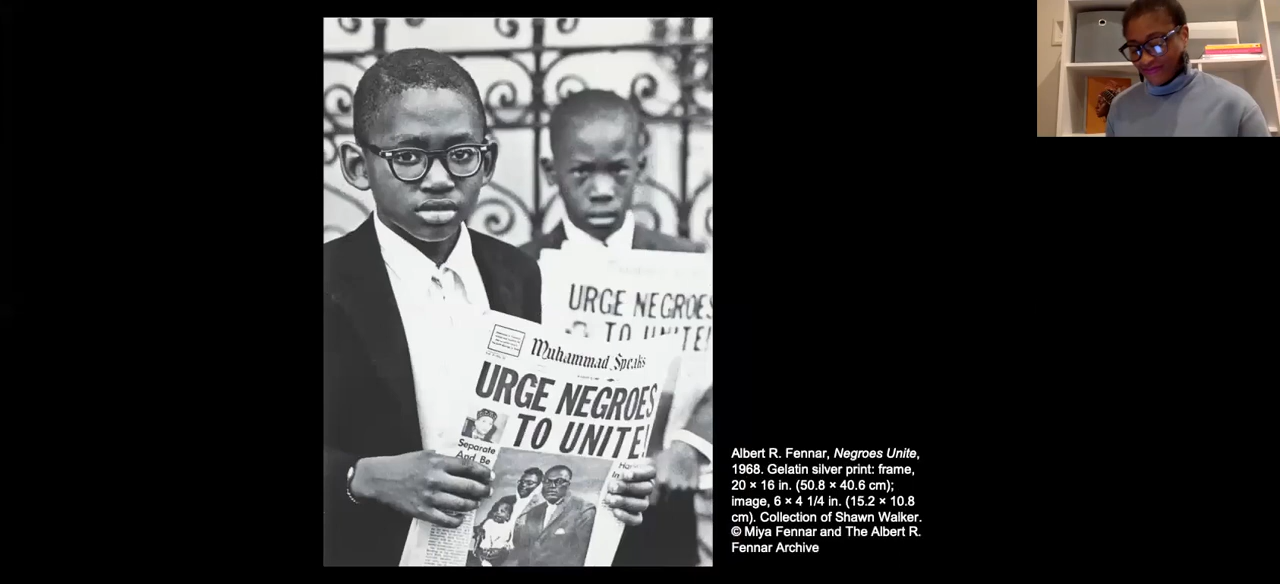 URGE NEGROES
TO UNITE!
Muhammad Speaks
URGE NEGROES
TO UNITE!
Separate
And Be
Albert R. Fennar, Negroes Unite,
1968. Gelatin silver print: frame,
20 × 16 in. (50.8 × 40.6 cm);
image, 6 × 4 1/4 in. (15.2 × 10.8
cm). Collection of Shawn Walker.
© Miya Fennar and The Albert R.
Fennar Archive